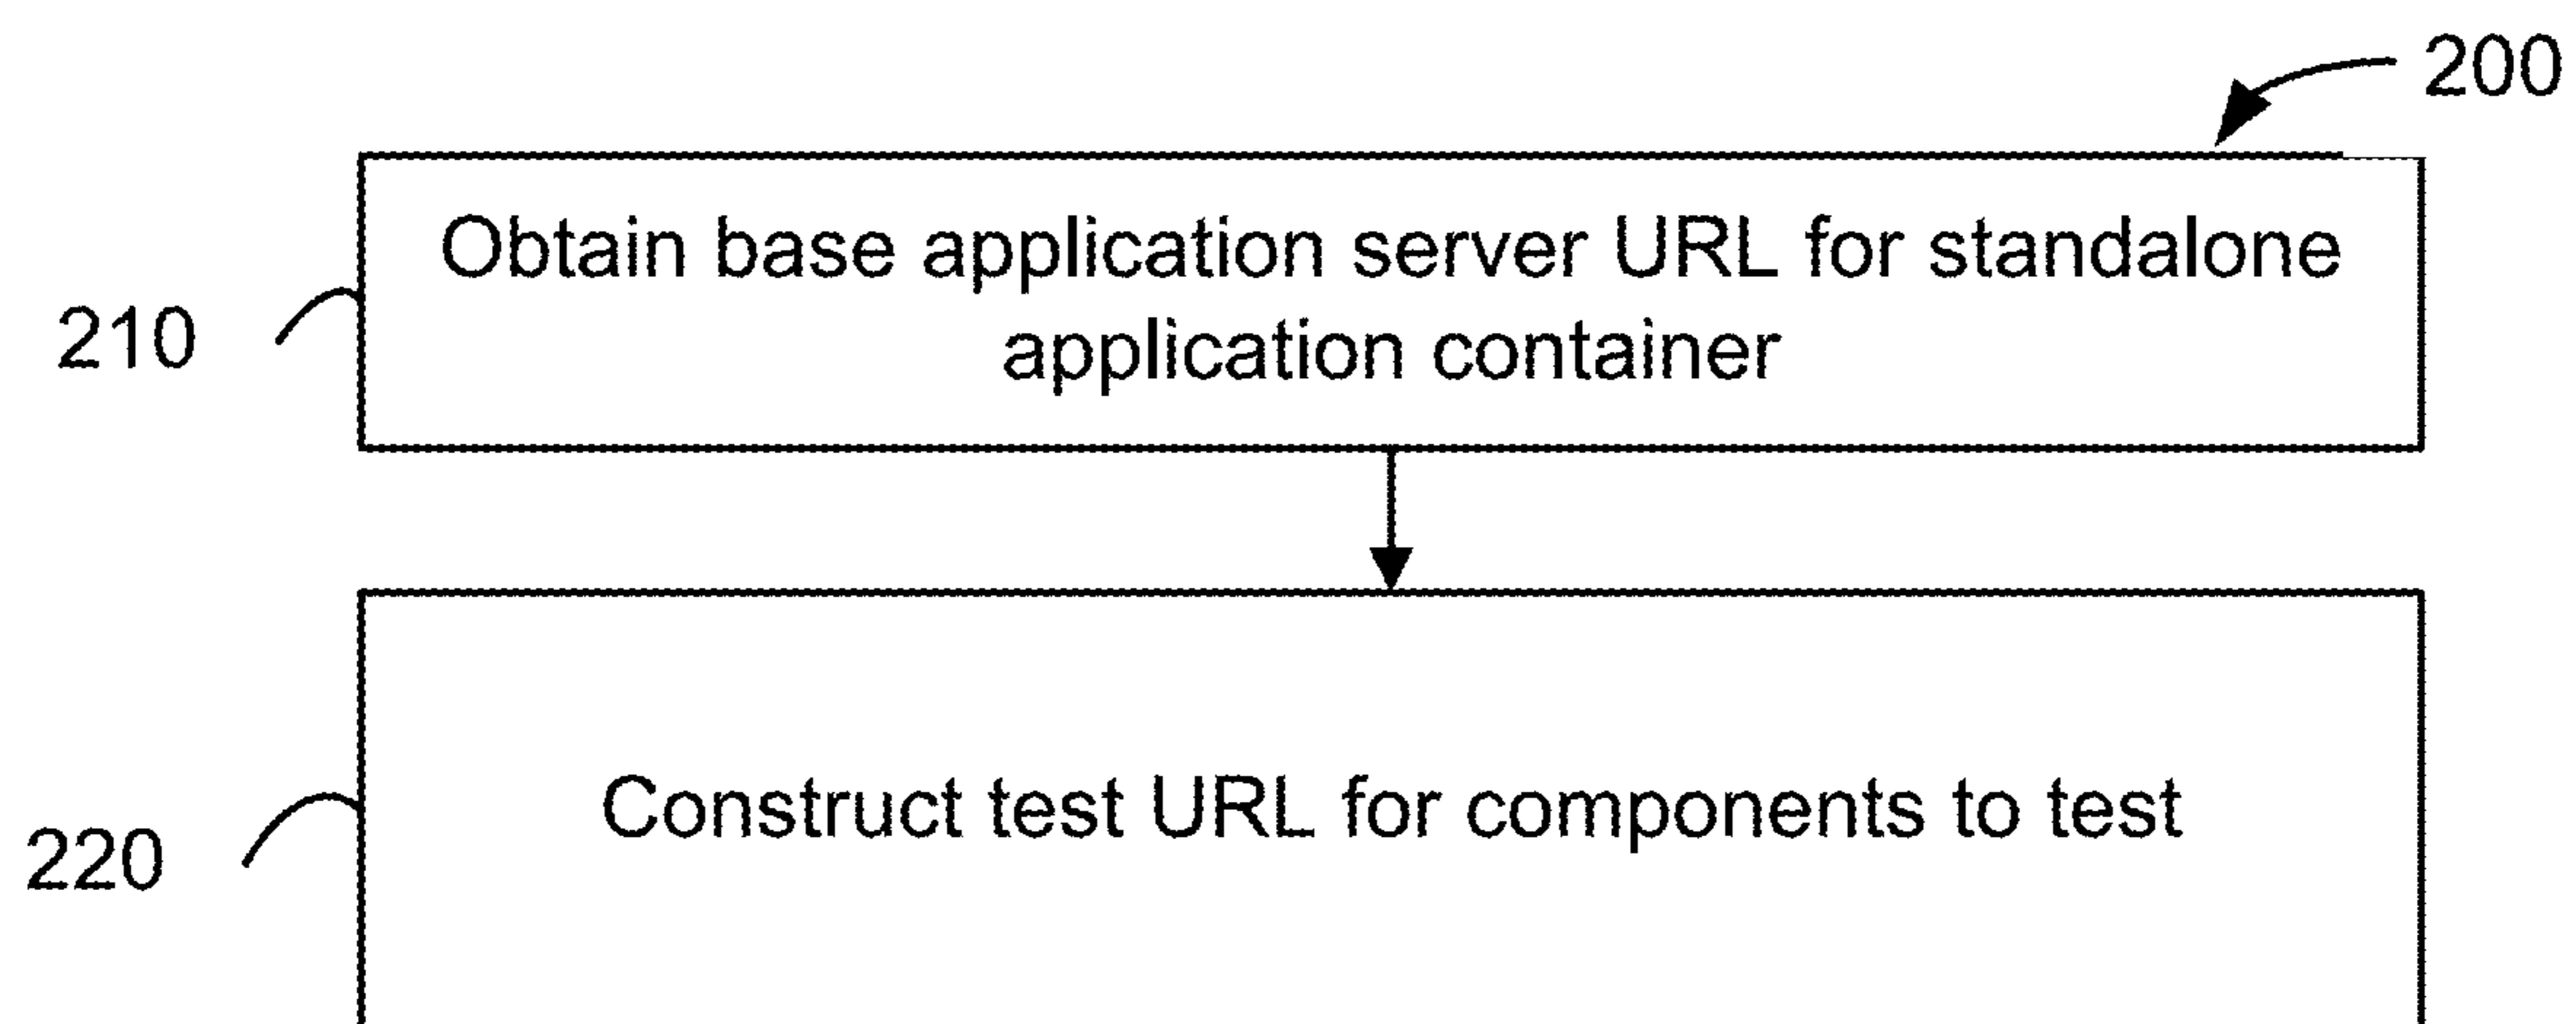 200
Obtain base application server URL for standalone
application container
210
Construct test URL for components to test
220